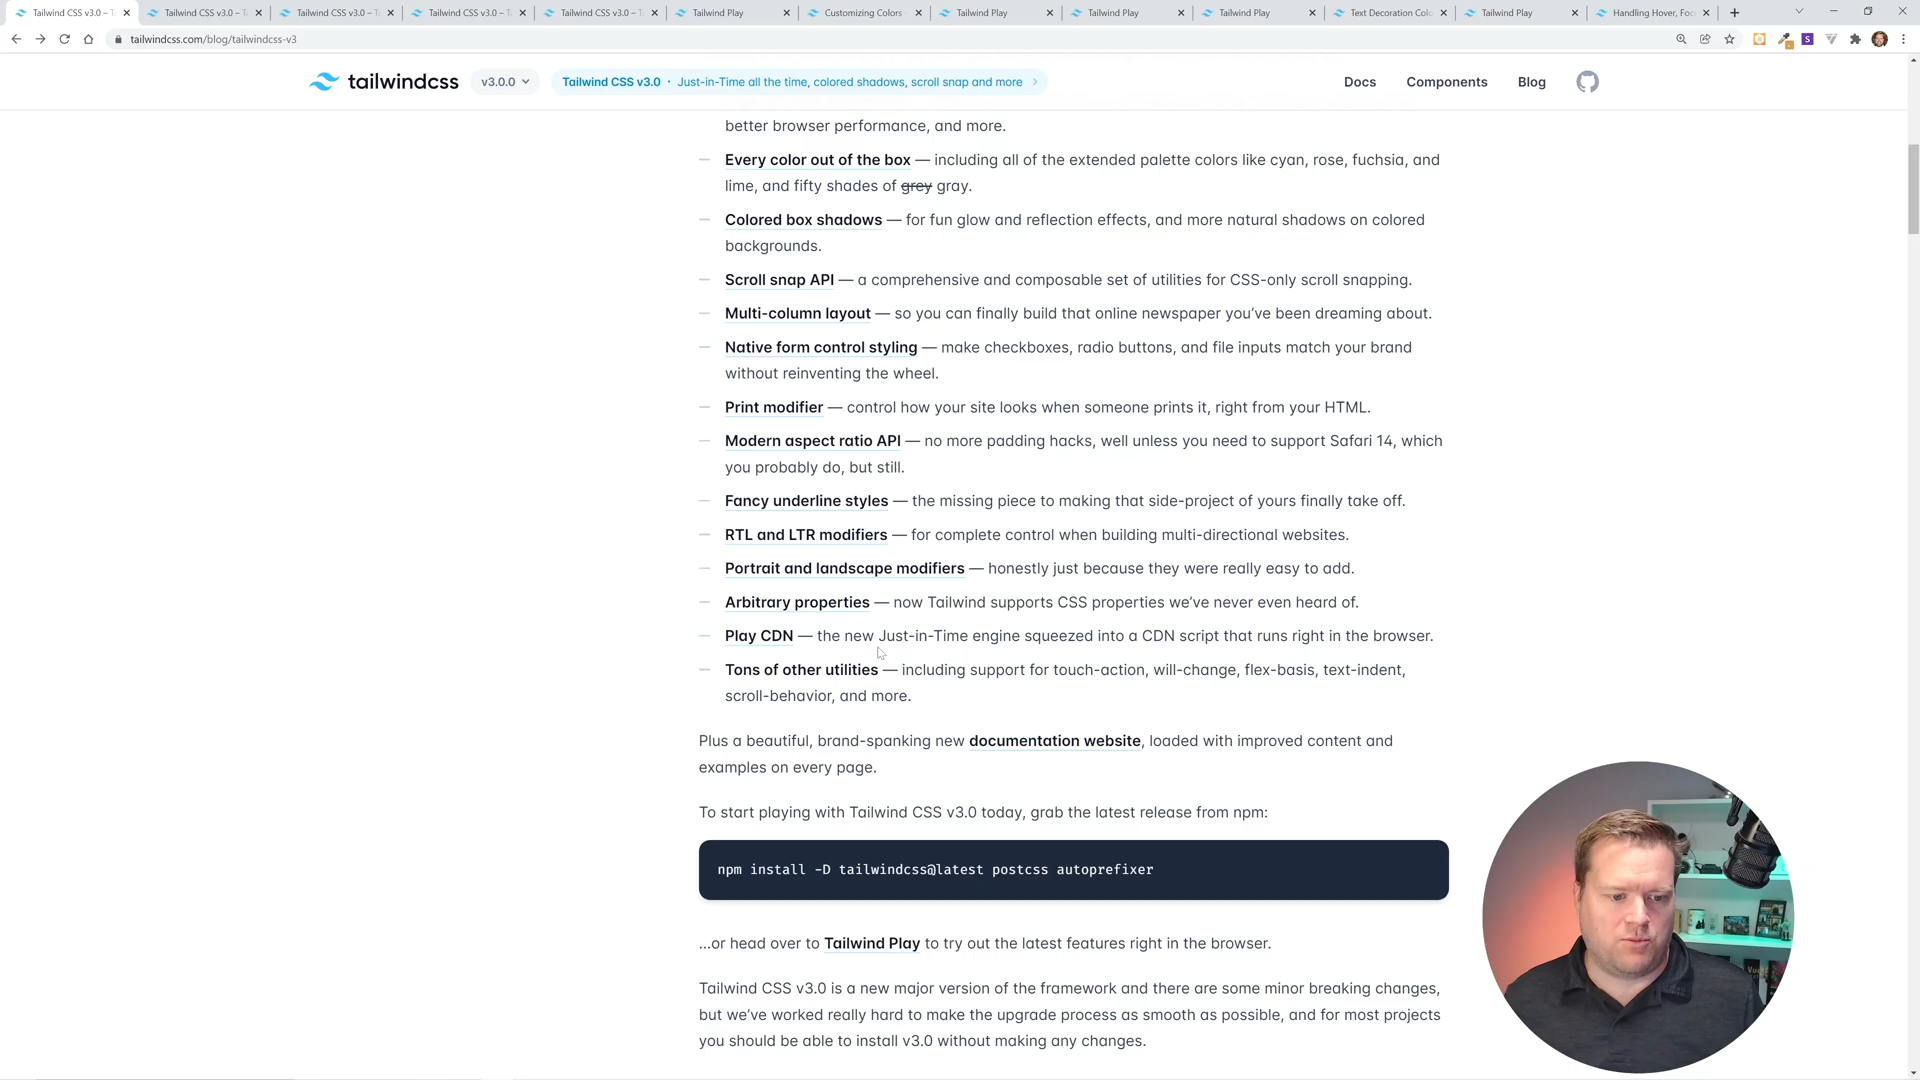 Tailwind CSS v3.0 – T
Tailwind CSS v3.0 – T
Tailwind CSS v3.0 – T
Tailwind CSS v3.0 – T
Tailwind CSS v3.0 – T
Tailwind Play
Customizing Colors
Tailwind Play
Tailwind Play
Tailwind Play
Text Decoration Colo
Tailwind Play
Handling Hover, Foc
tailwindcss.com/blog/tailwindcss-v3
tailwindcss
v3.0.0
Tailwind CSS v3.0 · Just-in-Time all the time, colored shadows, scroll snap and more
Docs
Components
Blog
better browser performance, and more.
— Every color out of the box — including all of the extended palette colors like cyan, rose, fuchsia, and
lime, and fifty shades of grey gray.
— Colored box shadows — for fun glow and reflection effects, and more natural shadows on colored
backgrounds.
— Scroll snap API — a comprehensive and composable set of utilities for CSS-only scroll snapping.
— Multi-column layout — so you can finally build that online newspaper you've been dreaming about.
— Native form control styling — make checkboxes, radio buttons, and file inputs match your brand
without reinventing the wheel.
— Print modifier — control how your site looks when someone prints it, right from your HTML.
— Modern aspect ratio API — no more padding hacks, well unless you need to support Safari 14, which
you probably do, but still.
— Fancy underline styles — the missing piece to making that side-project of yours finally take off.
— RTL and LTR modifiers — for complete control when building multi-directional websites.
— Portrait and landscape modifiers — honestly just because they were really easy to add.
— Arbitrary properties — now Tailwind supports CSS properties we've never even heard of.
— Play CDN — the new Just-in-Time engine squeezed into a CDN script that runs right in the browser.
— Tons of other utilities — including support for touch-action, will-change, flex-basis, text-indent,
scroll-behavior, and more.
Plus a beautiful, brand-spanking new documentation website, loaded with improved content and
examples on every page.
To start playing with Tailwind CSS v3.0 today, grab the latest release from npm:
npm install -D tailwindcss@latest postcss autoprefixer
...or head over to Tailwind Play to try out the latest features right in the browser.
Tailwind CSS v3.0 is a new major version of the framework and there are some minor breaking changes,
but we've worked really hard to make the upgrade process as smooth as possible, and for most projects
you should be able to install v3.0 without making any changes.